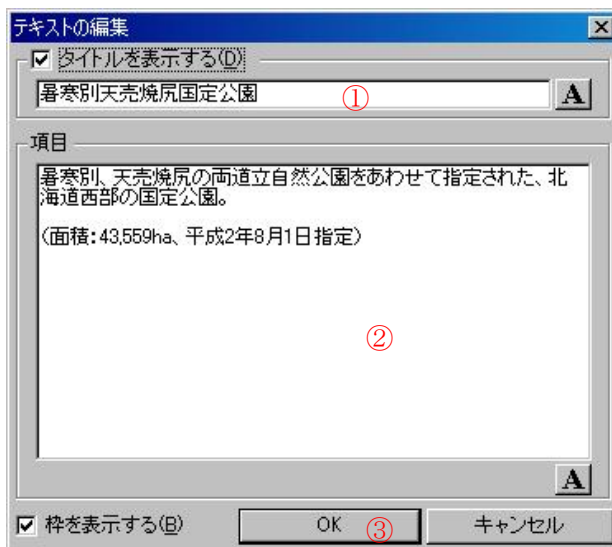 テキストの編集
タイトルを表示する(D)
暑寒別天売焼尻国定公園 ①
A
項目
暑寒別、天売焼尻の両道立自然公園をあわせて指定された、北
海道西部の国定公園。
(面積:43,559ha、平成2年8月1日指定)
②
A
枠を表示する(B) OK ③ キャンセル